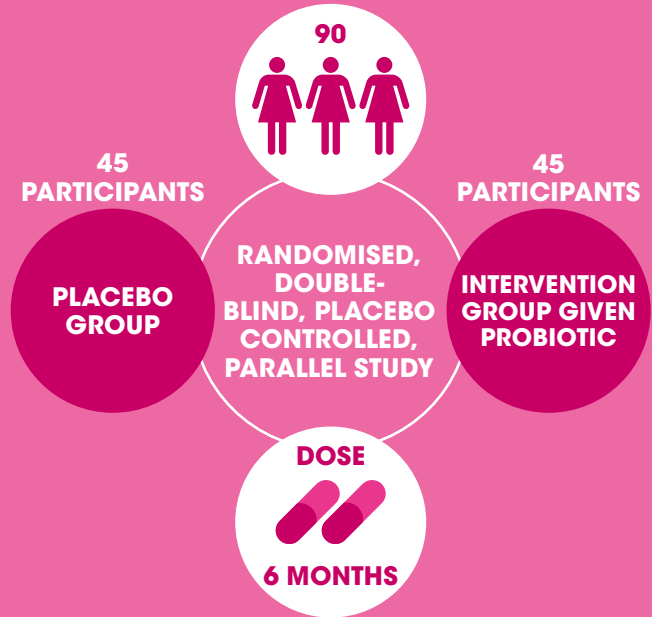 90
45
PARTICIPANTS
PLACEBO
GROUP
RANDOMISED,
DOUBLE-
BLIND, PLACEBO
CONTROLLED,
PARALLEL STUDY
45
PARTICIPANTS
INTERVENTION
GROUP GIVEN
PROBIOTIC
DOSE
6 MONTHS